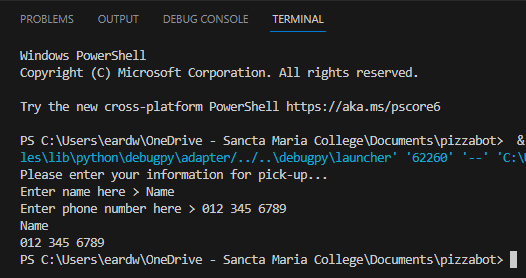 PROBLEMS OUTPUT DEBUG CONSOLE TERMINAL
Windows PowerShell
Copyright (C) Microsoft Corporation. All rights reserved.
Try the new cross-platform PowerShell https://aka.ms/pscore6
PS C:\Users\eardw\OneDrive - Sancta Maria College\Documents\pizzabot> &
les\lib\python\debugpy\adapter/../..\debugpy\launcher' '62260' '--' 'C:\
Please enter your information for pick-up...
Enter name here > Name
Enter phone number here > 012 345 6789
Name
012 345 6789
PS C:\Users\eardw\OneDrive - Sancta Maria College\Documents\pizzabot>